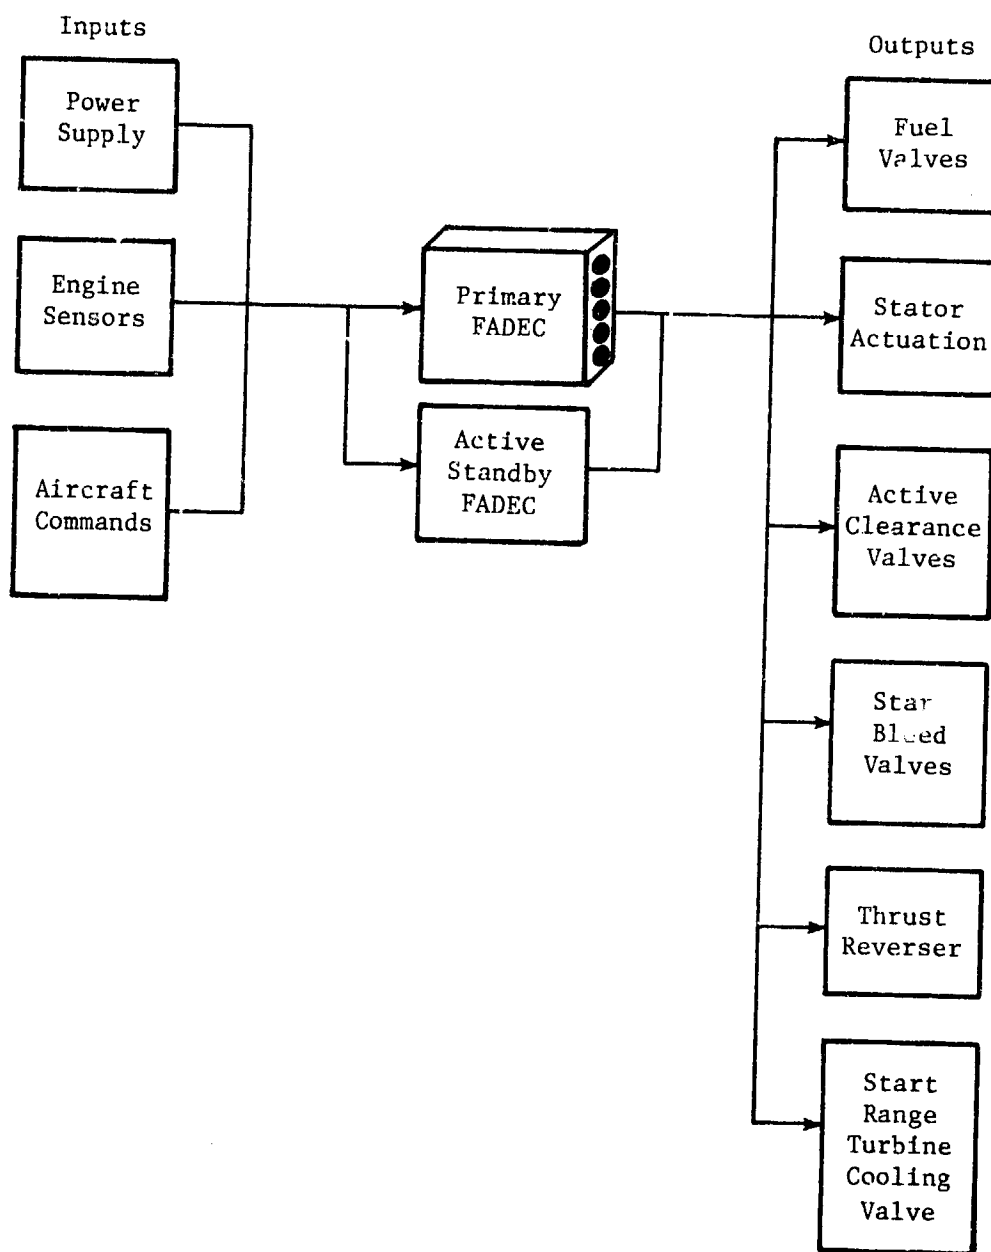 Inputs
Power
Supply
Engine
Sensors
Aircraft
Commands
Primary
FADEC
Active
Standby
FADEC
Outputs
Fuel
Valves
Stator
Actuation
Active
Clearance
Valves
Star
Bleed
Valves
Thrust
Reverser
Start
Range
Turbine
Cooling
Valve